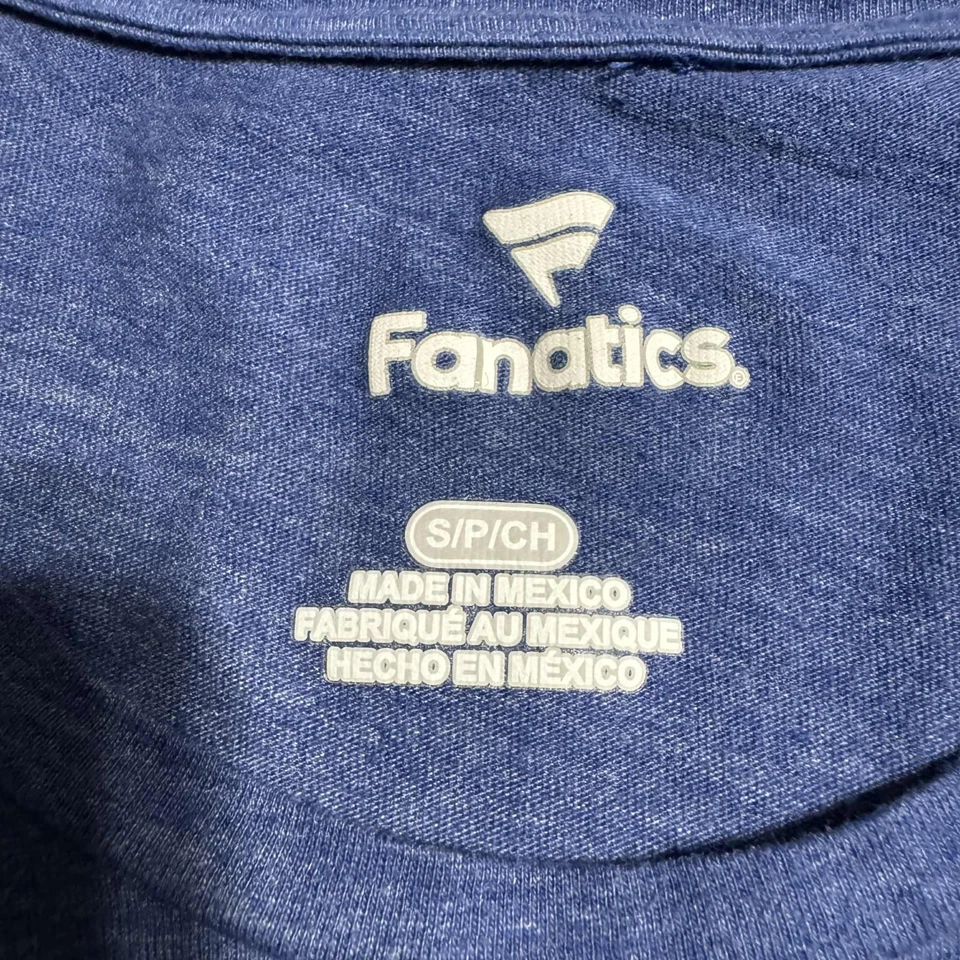 Fanatics.®
S/P/CH
MADE IN MEXICO
FABRIQUÉ AU MEXIQUE
HECHO EN MÉXICO